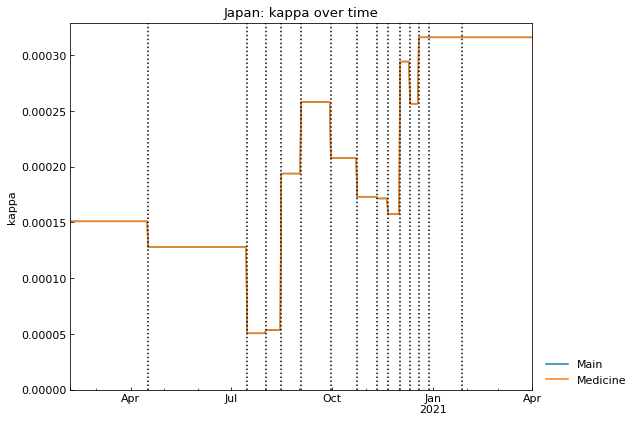 Japan: kappa over time
0.00030
0.00025
0.00020
0.00015
0.00010
0.00005
0.00000
kappa
Apr
Jul
Oct
Jan
2021
Apr
Main
Medicine